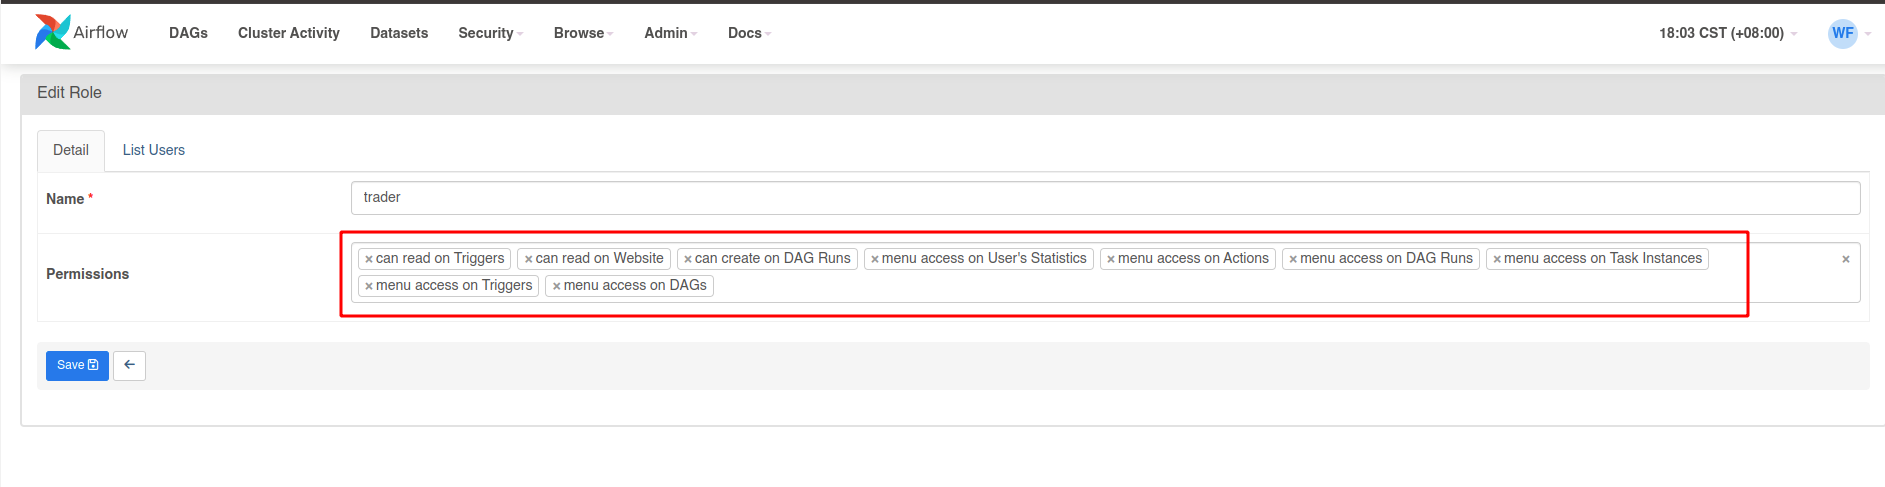 Airflow DAGs Cluster Activity Datasets Security Browse Admin Docs 18:03 CST (+08:00) WF
Edit Role
Detail List Users
Name * trader
Permissions
× can read on Triggers × can read on Website × can create on DAG Runs × menu access on User's Statistics × menu access on Actions × menu access on DAG Runs × menu access on Task Instances ×
× menu access on Triggers × menu access on DAGs
Save